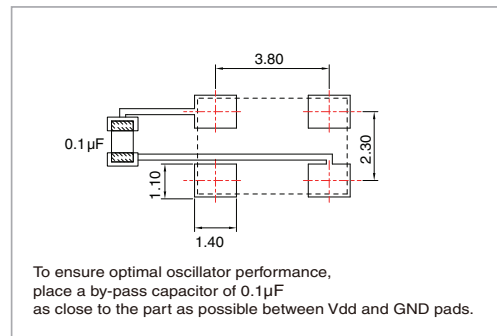 3.80
0.1µF
2.30
1.10
1.40
To ensure optimal oscillator performance,
place a by-pass capacitor of 0.1µF
as close to the part as possible between Vdd and GND pads.